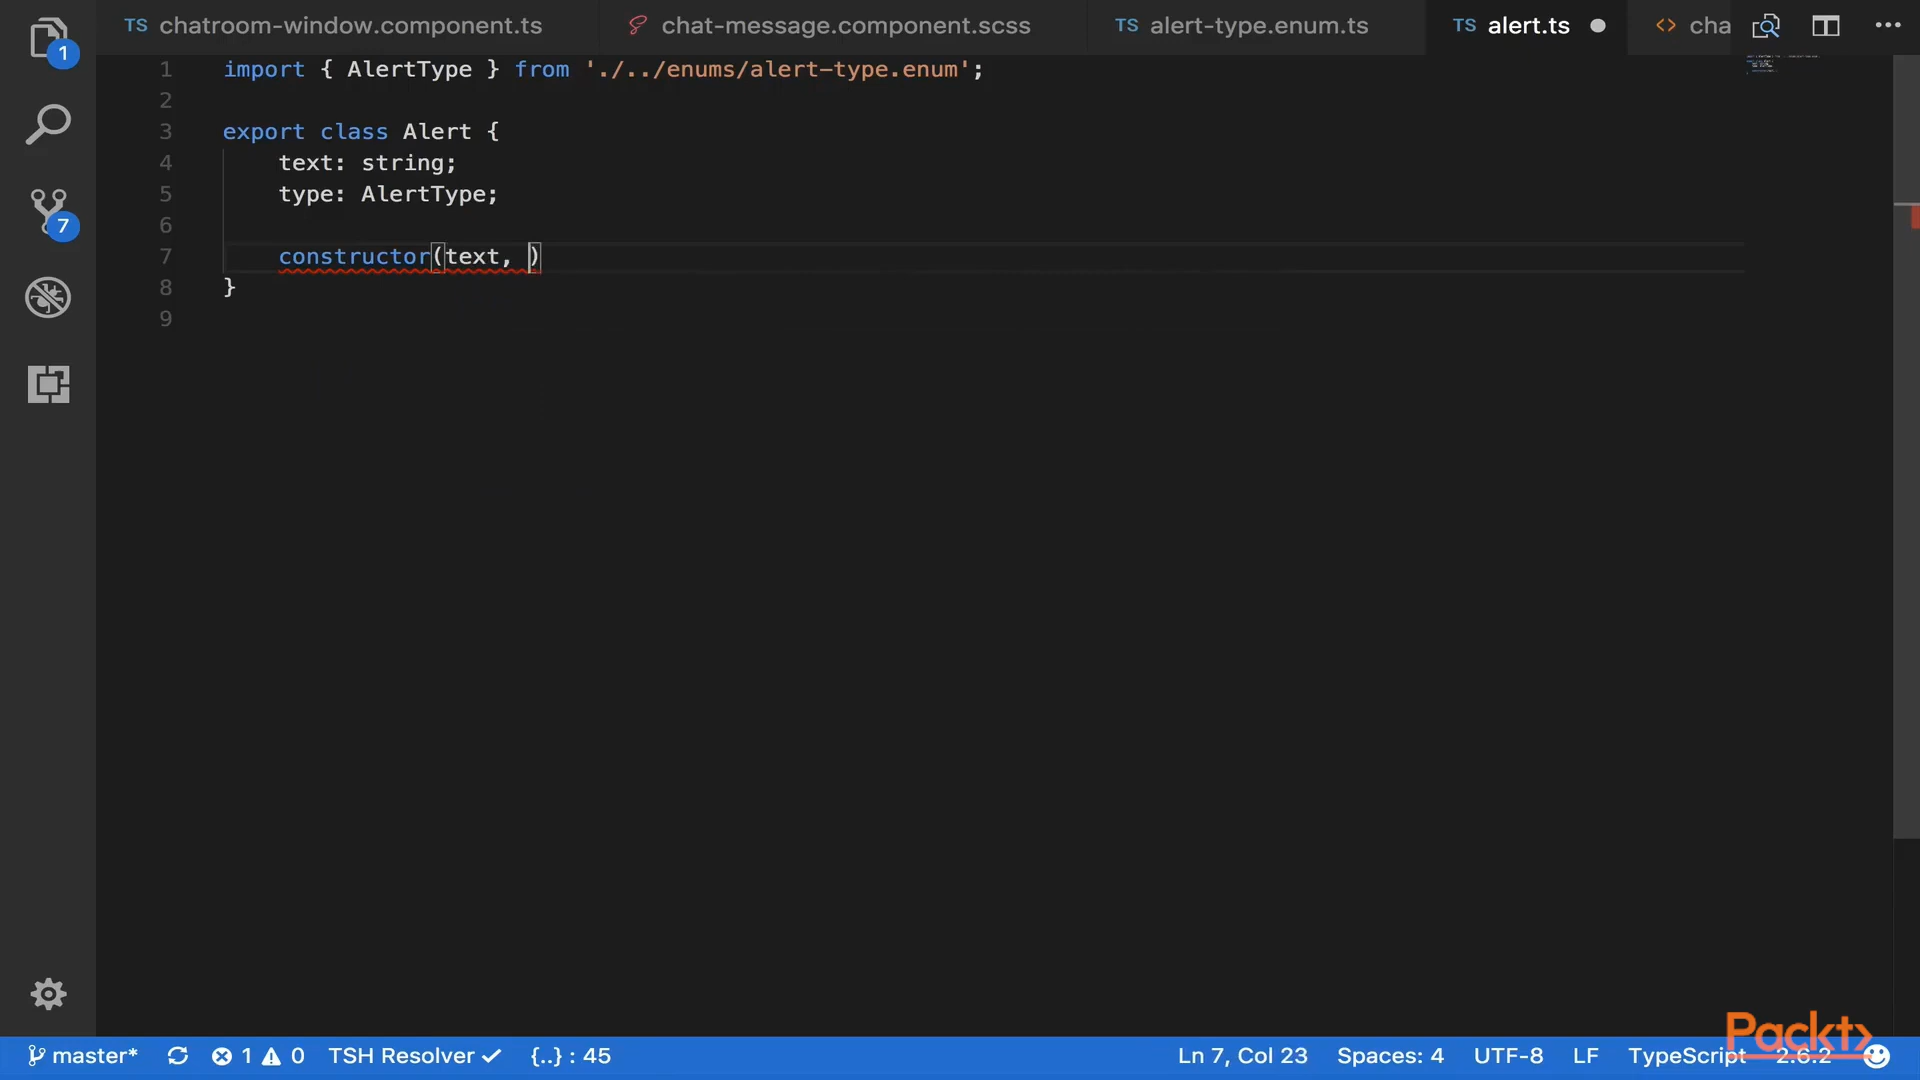 1
TS chatroom-window.component.ts
chat-message.component.scss
TS alert-type.enum.ts
TS alert.ts
<> cha
7
1 import { AlertType } from './../enums/alert-type.enum';
2
3 export class Alert {
4 text: string;
5 type: AlertType;
6
7 constructor(text, )
8 }
9
Packt>
master* 1 0 TSH Resolver {..} : 45 Ln 7, Col 23 Spaces: 4 UTF-8 LF TypeScript 2.6.2